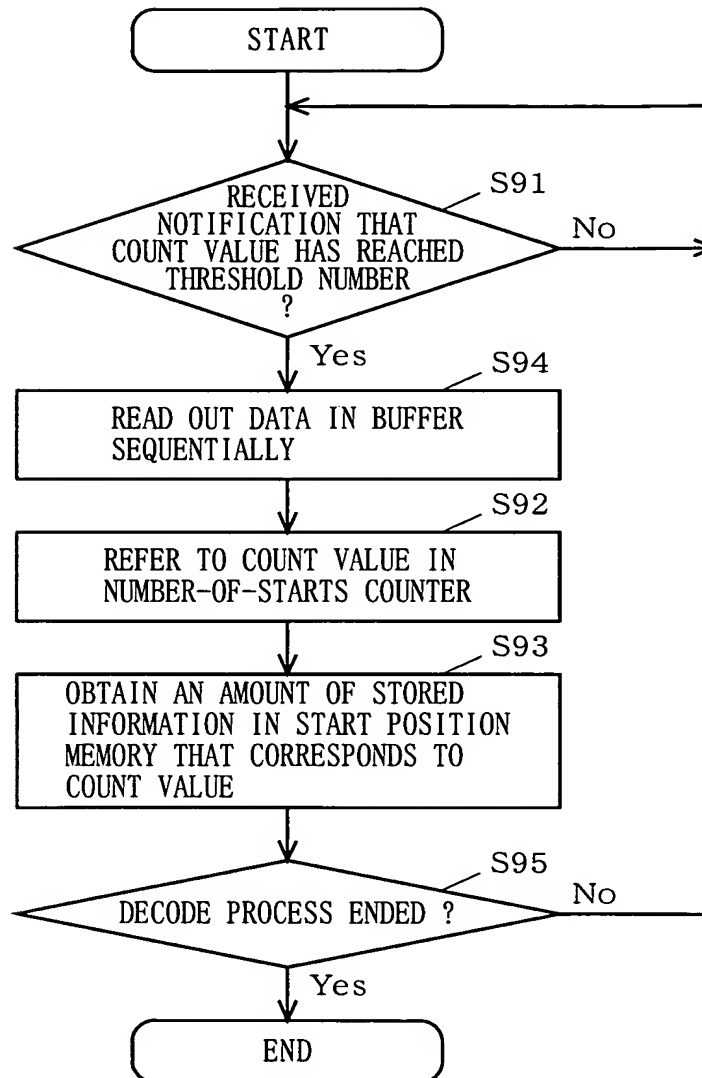 START
S91
RECEIVED
NOTIFICATION THAT
COUNT VALUE HAS REACHED
THRESHOLD NUMBER
?
No
Yes
S94
READ OUT DATA IN BUFFER
SEQUENTIALLY
S92
REFER TO COUNT VALUE IN
NUMBER-OF-STARTS COUNTER
S93
OBTAIN AN AMOUNT OF STORED
INFORMATION IN START POSITION
MEMORY THAT CORRESPONDS TO
COUNT VALUE
S95
DECODE PROCESS ENDED ?
No
Yes
END